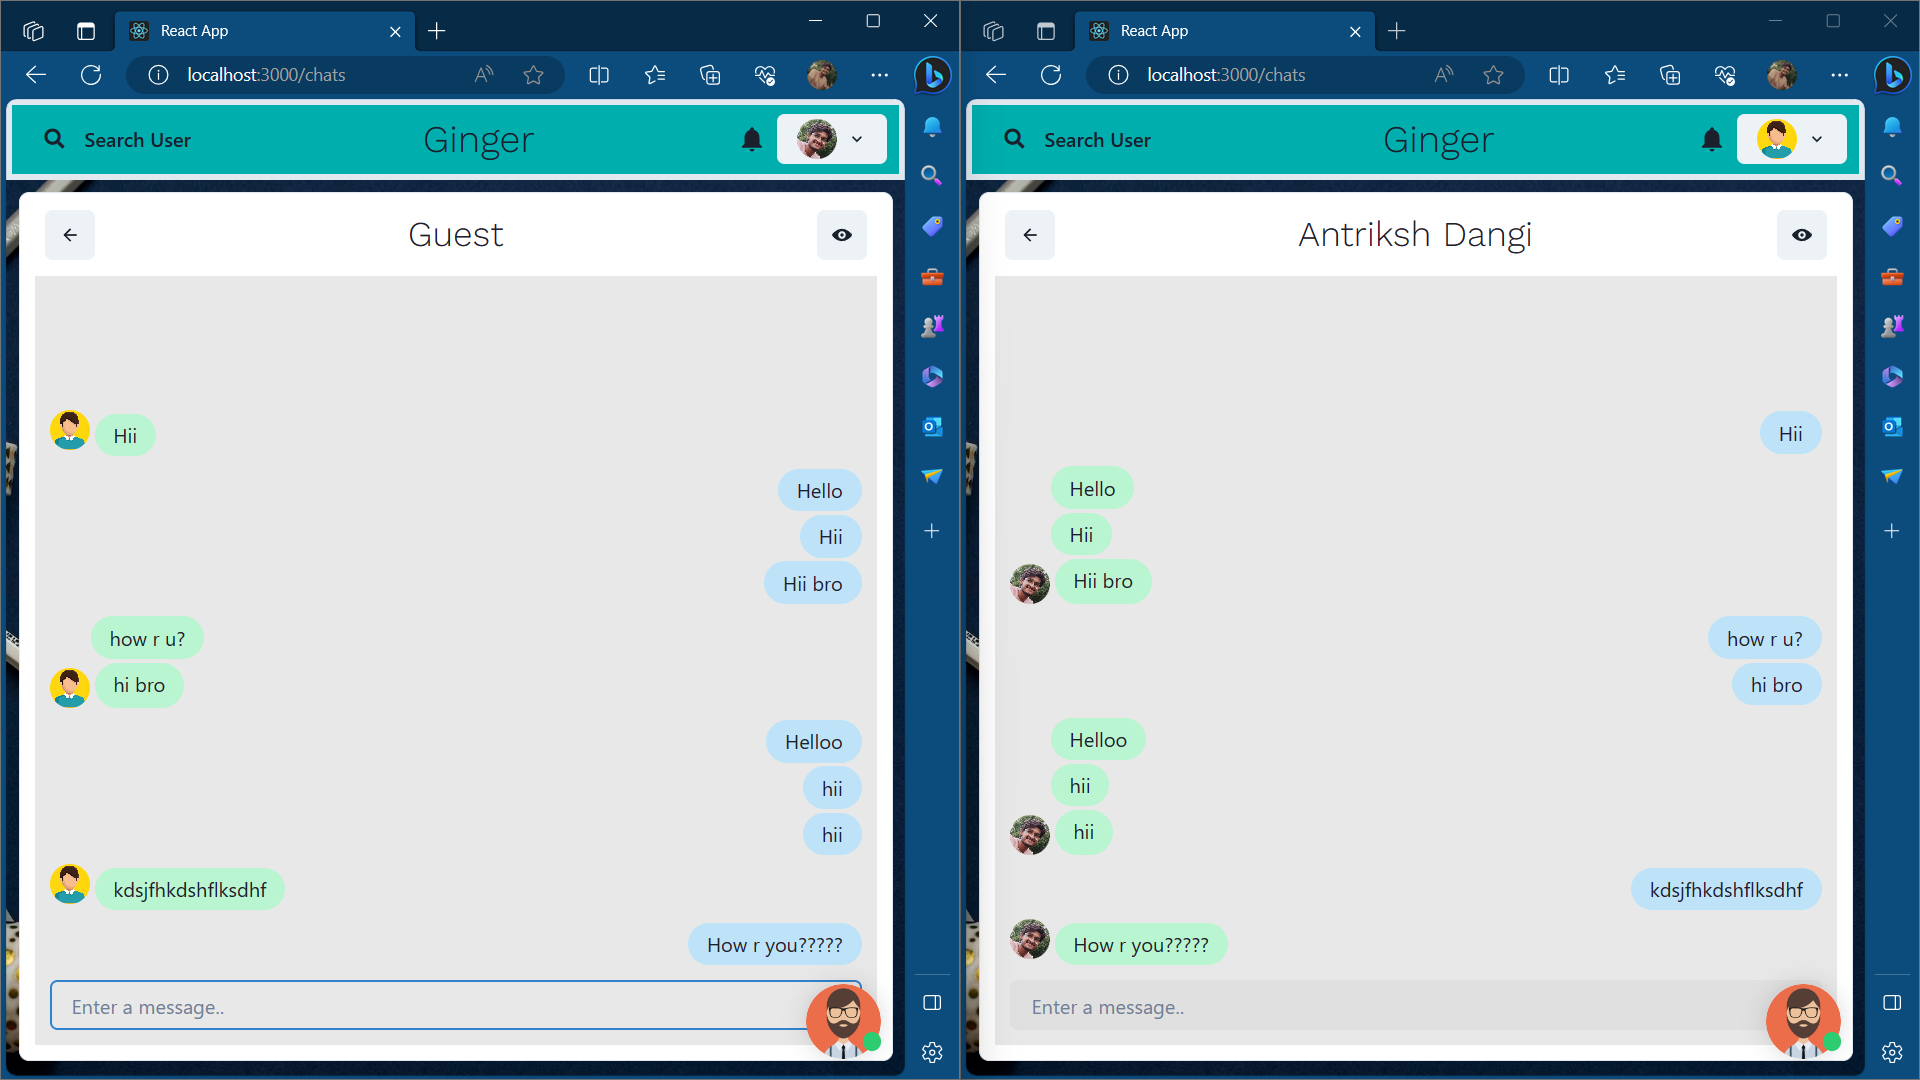 React App
localhost:3000/chats
Search User
Ginger
Guest
Hii
Hello
Hii
Hii bro
how r u?
hi bro
Helloo
hii
hii
kdsjfhkdshflksdhf
How r you?????
Enter a message..
React App
localhost:3000/chats
Search User
Ginger
Antriksh Dangi
Hii
Hello
Hii
Hii bro
how r u?
hi bro
Helloo
hii
hii
kdsjfhkdshflksdhf
How r you?????
Enter a message..